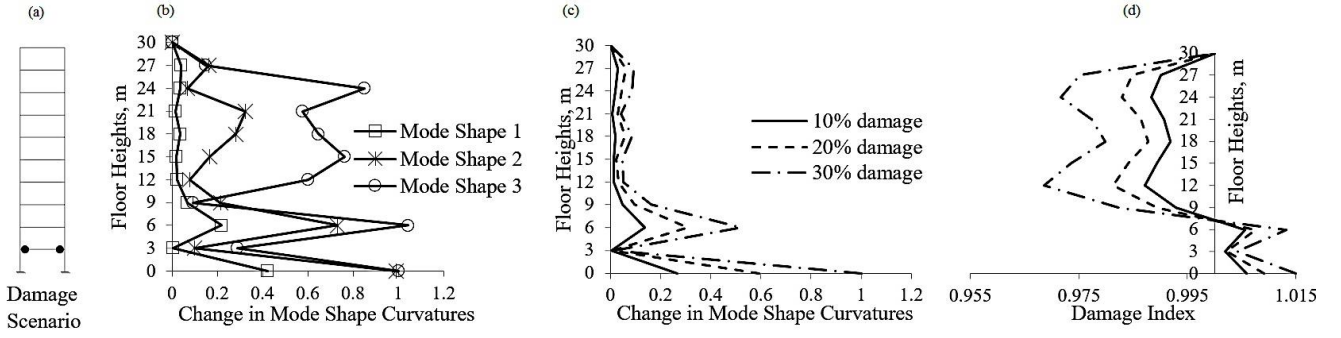 (a)
Damage
Scenario
(b)
Floor Heights, m
30
27
24
21
18
15
12
9
6
3
0
0 0.2 0.4 0.6 0.8 1 1.2
Change in Mode Shape Curvatures
Mode Shape 1
Mode Shape 2
Mode Shape 3
(c)
Floor Heights, m
30
27
24
21
18
15
12
9
6
3
0
0 0.2 0.4 0.6 0.8 1 1.2
Change in Mode Shape Curvatures
10% damage
20% damage
30% damage
(d)
30
27
24
21
18
15
12
9
6
3
0
Floor Heights, m
0.955 0.975 0.995 1.015
Damage Index